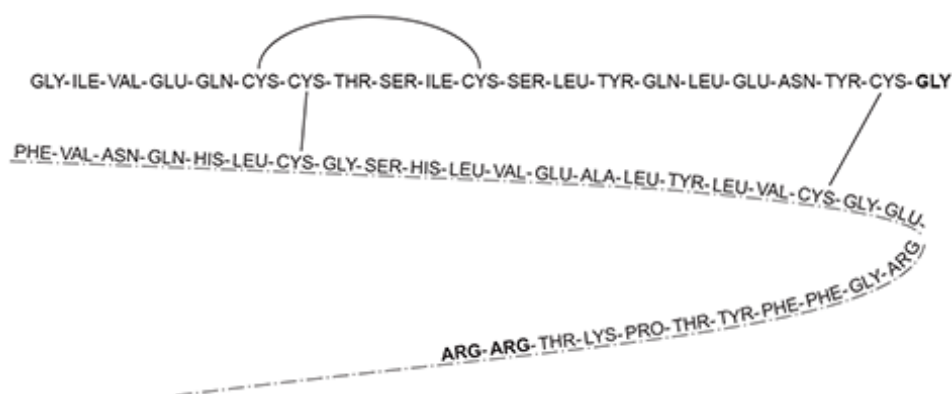 GLY-ILE-VAL-GLU-GLN-CYS-CYS-THR-SER-ILE-CYS-SER-LEU-TYR-GLN-LEU-GLU-ASN-TYR-CYS-GLY
PHE-VAL-ASN-GLN-HIS-LEU-CYS-GLY-SER-HIS-LEU-VAL-GLU-ALA-LEU-TYR-LEU-VAL-CYS-GLY-GLU-
ARG-ARG-THR-LYS-PRO-THR-TYR-PHE-PHE-GLY-ARG